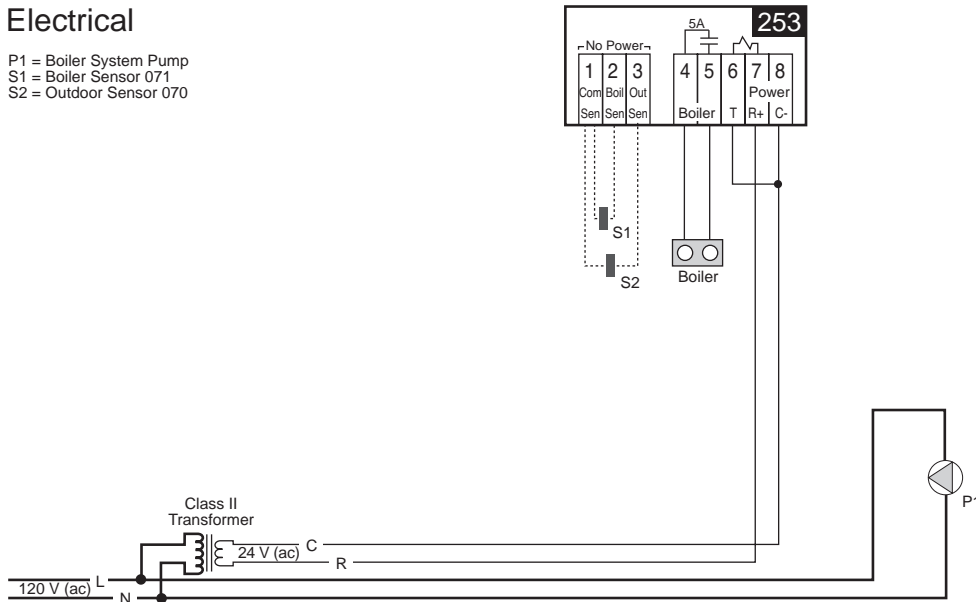 Electrical
P1 = Boiler System Pump
S1 = Boiler Sensor 071
S2 = Outdoor Sensor 070
253
5A
No Power
1 2 3 4 5 6 7 8
Com Boil Out Power
Sen Sen Sen Boiler T R+ C-
S1
S2
Boiler
P1
Class II
Transformer
24 V (ac)
C
R
120 V (ac)
L
N